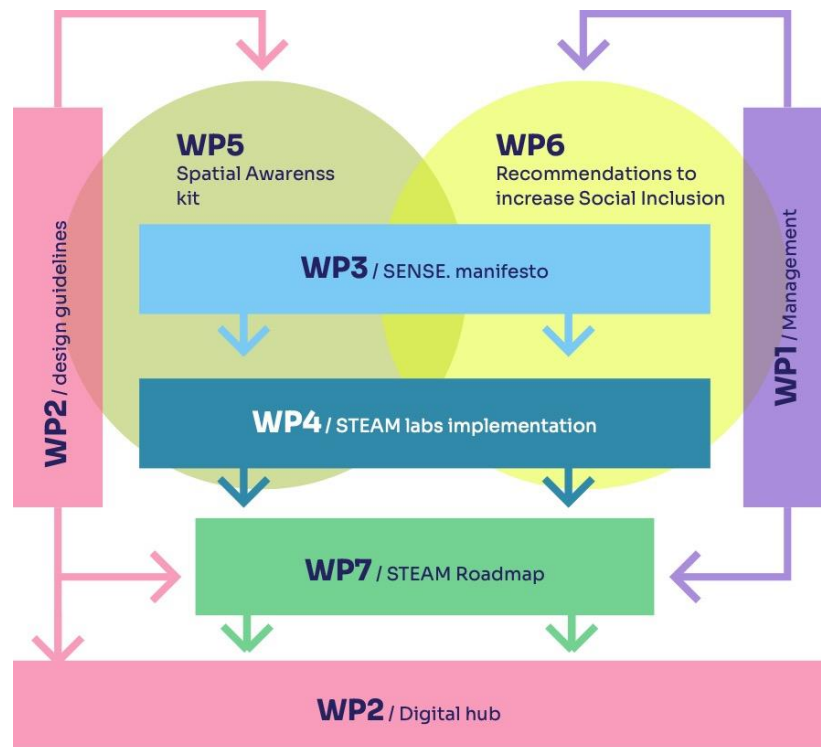 WP5
Spatial Awarenss
kit
WP6
Recommendations to
increase Social Inclusion
WP2 / design guidelines
WP3 / SENSE. manifesto
WP1 / Management
WP4 / STEAM labs implementation
WP7 / STEAM Roadmap
WP2 / Digital hub